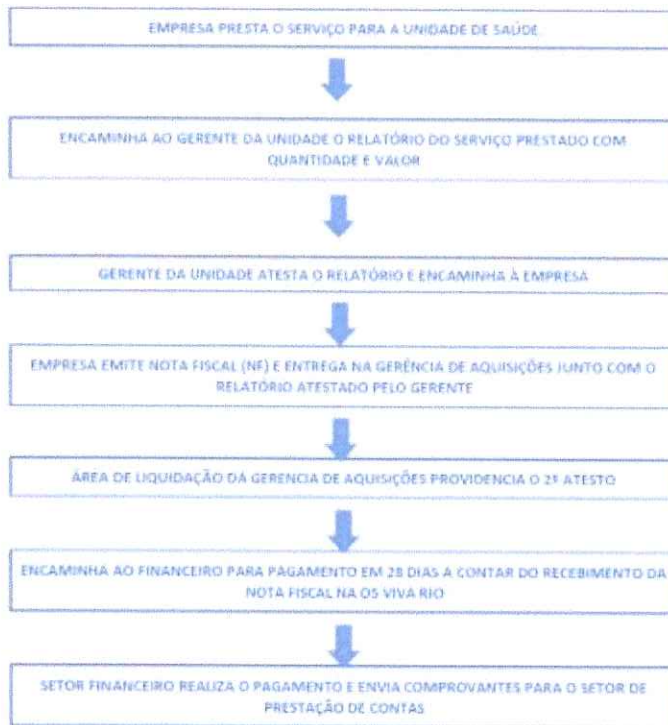 EMPRESA PRESTA O SERVIÇO PARA A UNIDADE DE SAÚDE.
ENCAMINHA AO GERENTE DA UNIDADE O RELATÓRIO DO SERVIÇO PRESTADO COM
QUANTIDADE E VALOR
GERENTE DA UNIDADE ATESTA O RELATÓRIO E ENCAMINHA À EMPRESA
EMPRESA EMITE NOTA FISCAL (NF) E ENTREGA NA GERÊNCIA DE AQUISIÇÕES JUNTO COM O
RELATÓRIO ATESTADO PELO GERENTE
ÁREA DE LIQUIDAÇÃO DA GERENCIA DE AQUISIÇÕES PROVIDENCIA O 2º ATESTO
ENCAMINHA AO FINANCEIRO PARA PAGAMENTO EM 28 DIAS A CONTAR DO RECEBIMENTO DA
NOTA FISCAL NA OS VIVA RIO
SETOR FINANCEIRO REALIZA O PAGAMENTO E ENVIA COMPROVANTES PARA O SETOR DE
PRESTAÇÃO DE CONTAS